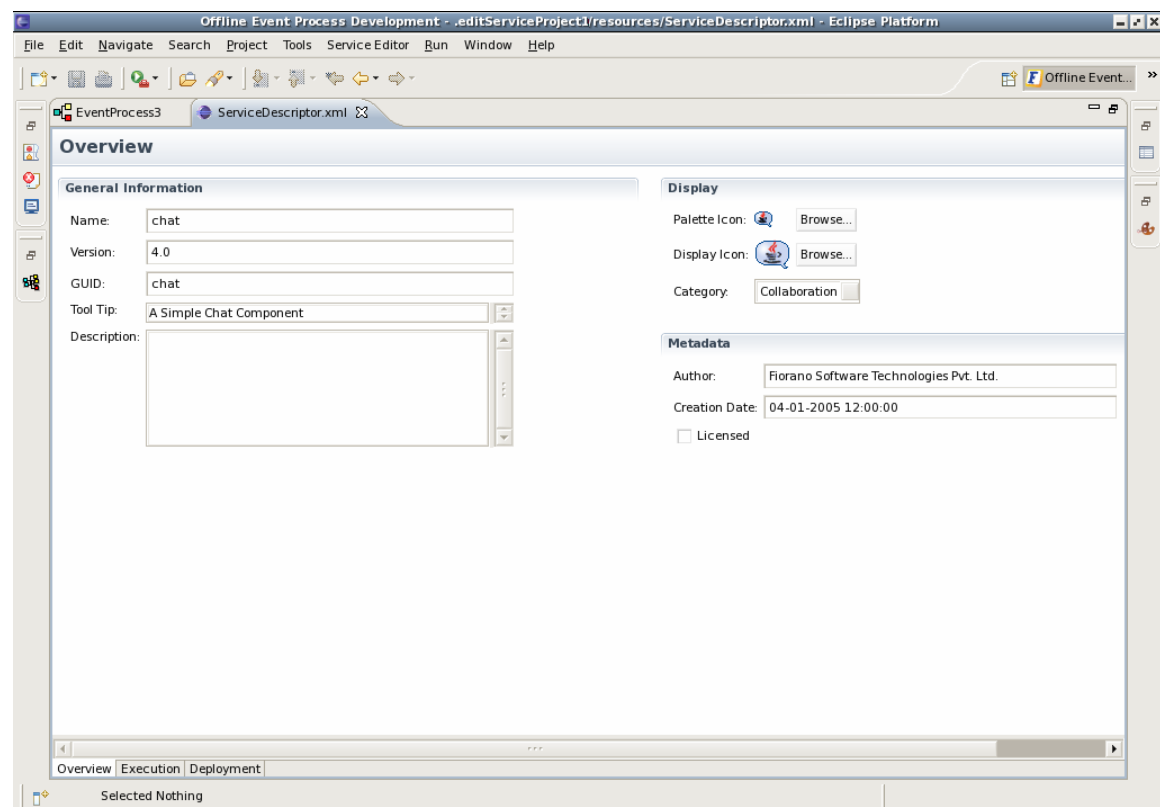 Offline Event Process Development - .editServiceProject1/resources/ServiceDescriptor.xml - Eclipse Platform
File Edit Navigate Search Project Tools Service Editor Run Window Help
Offline Event... »
EventProcess3 ServiceDescriptor.xml
Overview
General Information
Name: chat
Version: 4.0
GUID: chat
Tool Tip: A Simple Chat Component
Description:
Display
Palette Icon: Browse...
Display Icon: Browse...
Category: Collaboration
Metadata
Author: Fiorano Software Technologies Pvt. Ltd.
Creation Date: 04-01-2005 12:00:00
Licensed
Overview Execution Deployment
Selected Nothing